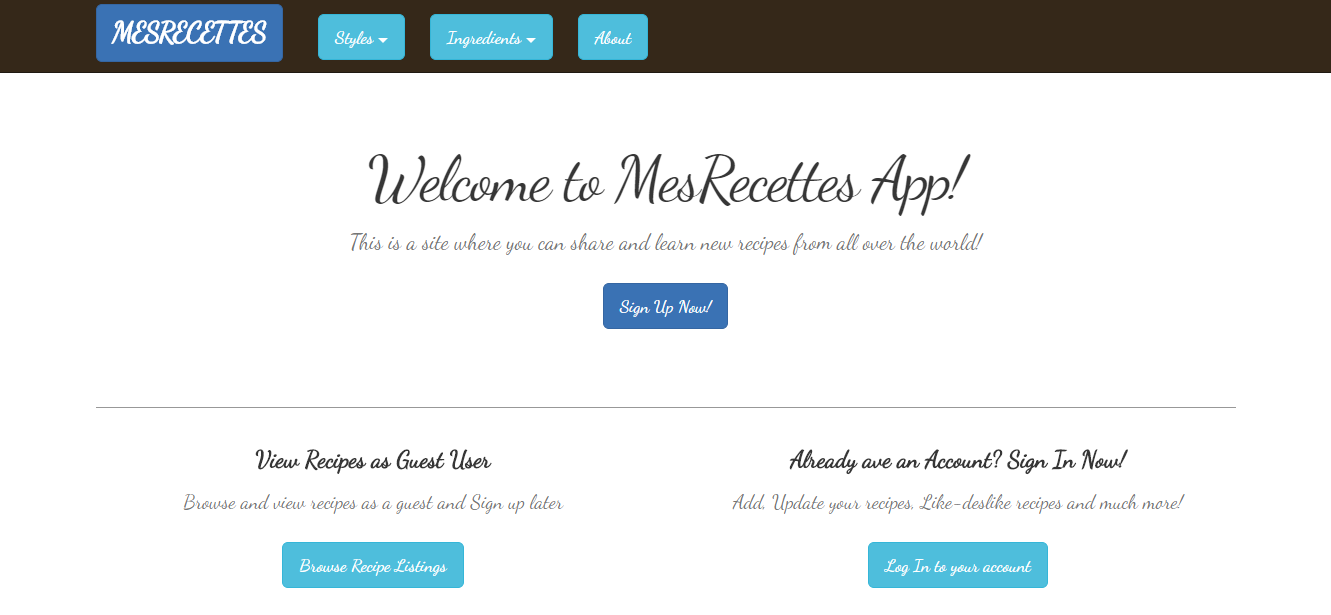 MESRECETTES Styles Ingredients About
Welcome to MesRecettes App!
This is a site where you can share and learn new recipes from all over the world!
Sign Up Now!
View Recipes as Guest User
Browse and view recipes as a guest and Sign up later
Browse Recipe Listings
Already ave an Account? Sign In Now!
Add, Update your recipes, Like-deslike recipes and much more!
Log In to your account